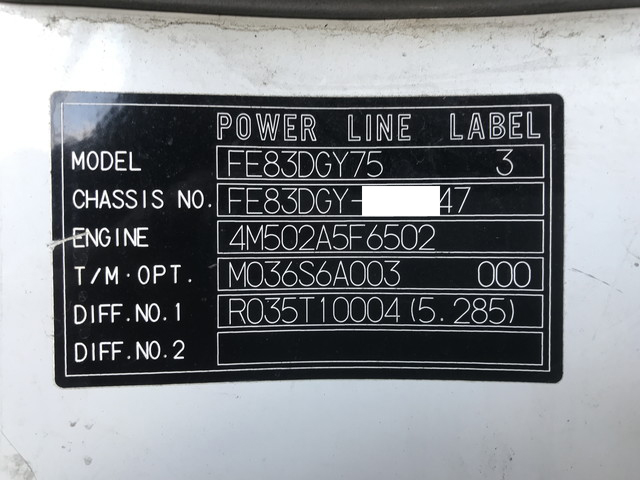 POWER LINE LABEL
MODEL FE83DGY75 3
CHASSIS NO. FE83DGY- 47
ENGINE 4M502A5F6502
T/M·OPT. M036S6A003 000
DIFF.NO.1 R035T10004(5.285)
DIFF.NO.2